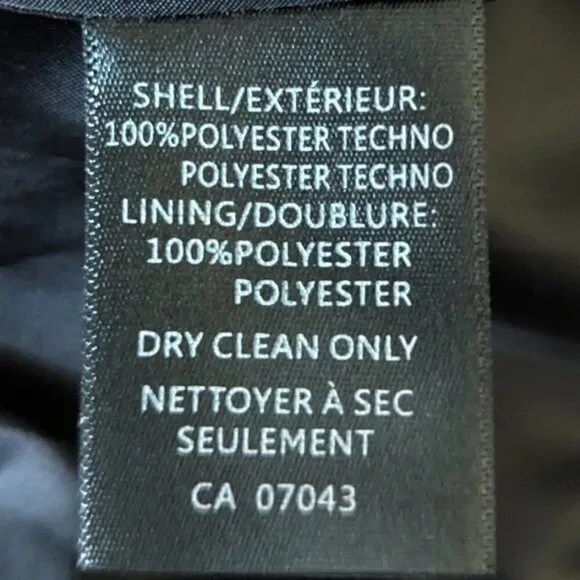 SHELL/EXTÉRIEUR:
100%POLYESTER TECHNO
POLYESTER TECHNO
LINING/DOUBLURE:
100%POLYESTER
POLYESTER
DRY CLEAN ONLY
NETTOYER À SEC
SEULEMENT
CA 07043